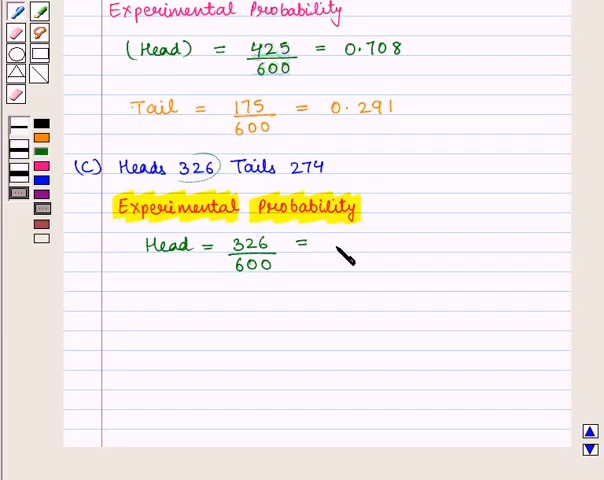 Experimental Probability
(Head) = 425/600 = 0.708
Tail = 175/600 = 0.291
(C) Heads 326 Tails 274
Experimental Probability
Head = 326/600 =